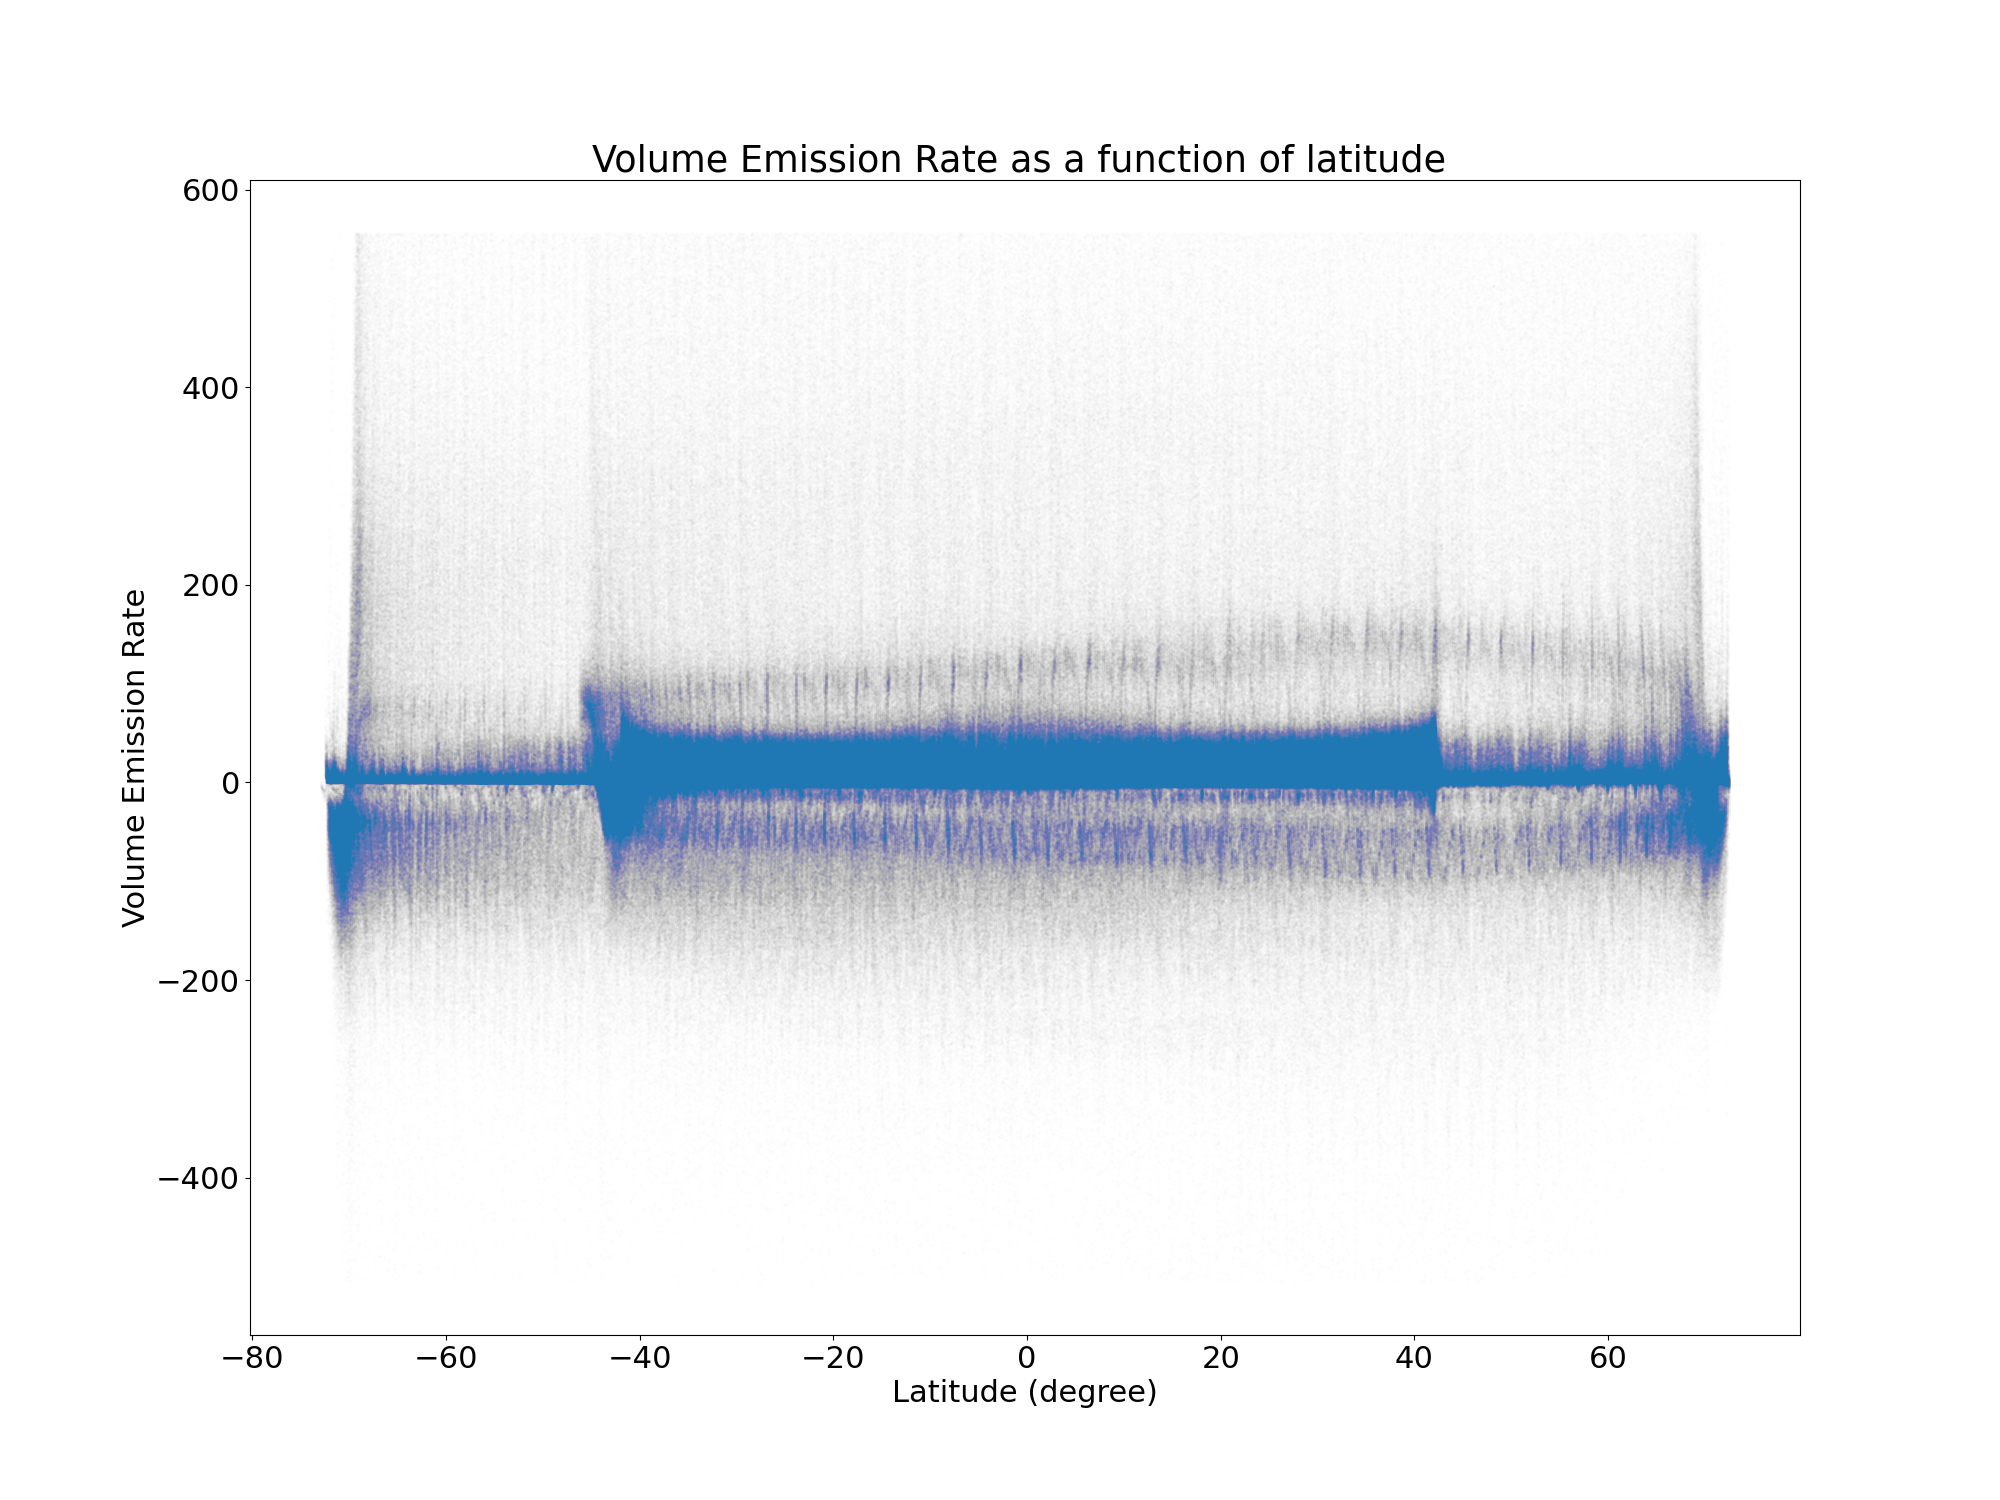 Volume Emission Rate as a function of latitude
600
400
200
0
−200
−400
Volume Emission Rate
−80 −60 −40 −20 0 20 40 60
Latitude (degree)